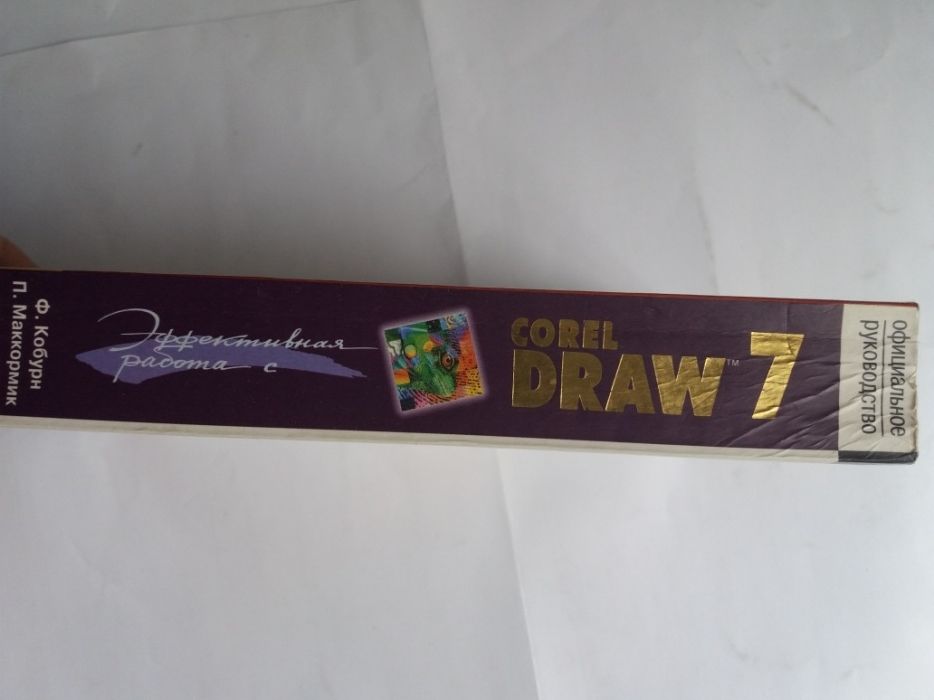 Ф. Кобурн
П. Маккормик
Эффективная
работа с
COREL
DRAW™ 7
официальное
руководство